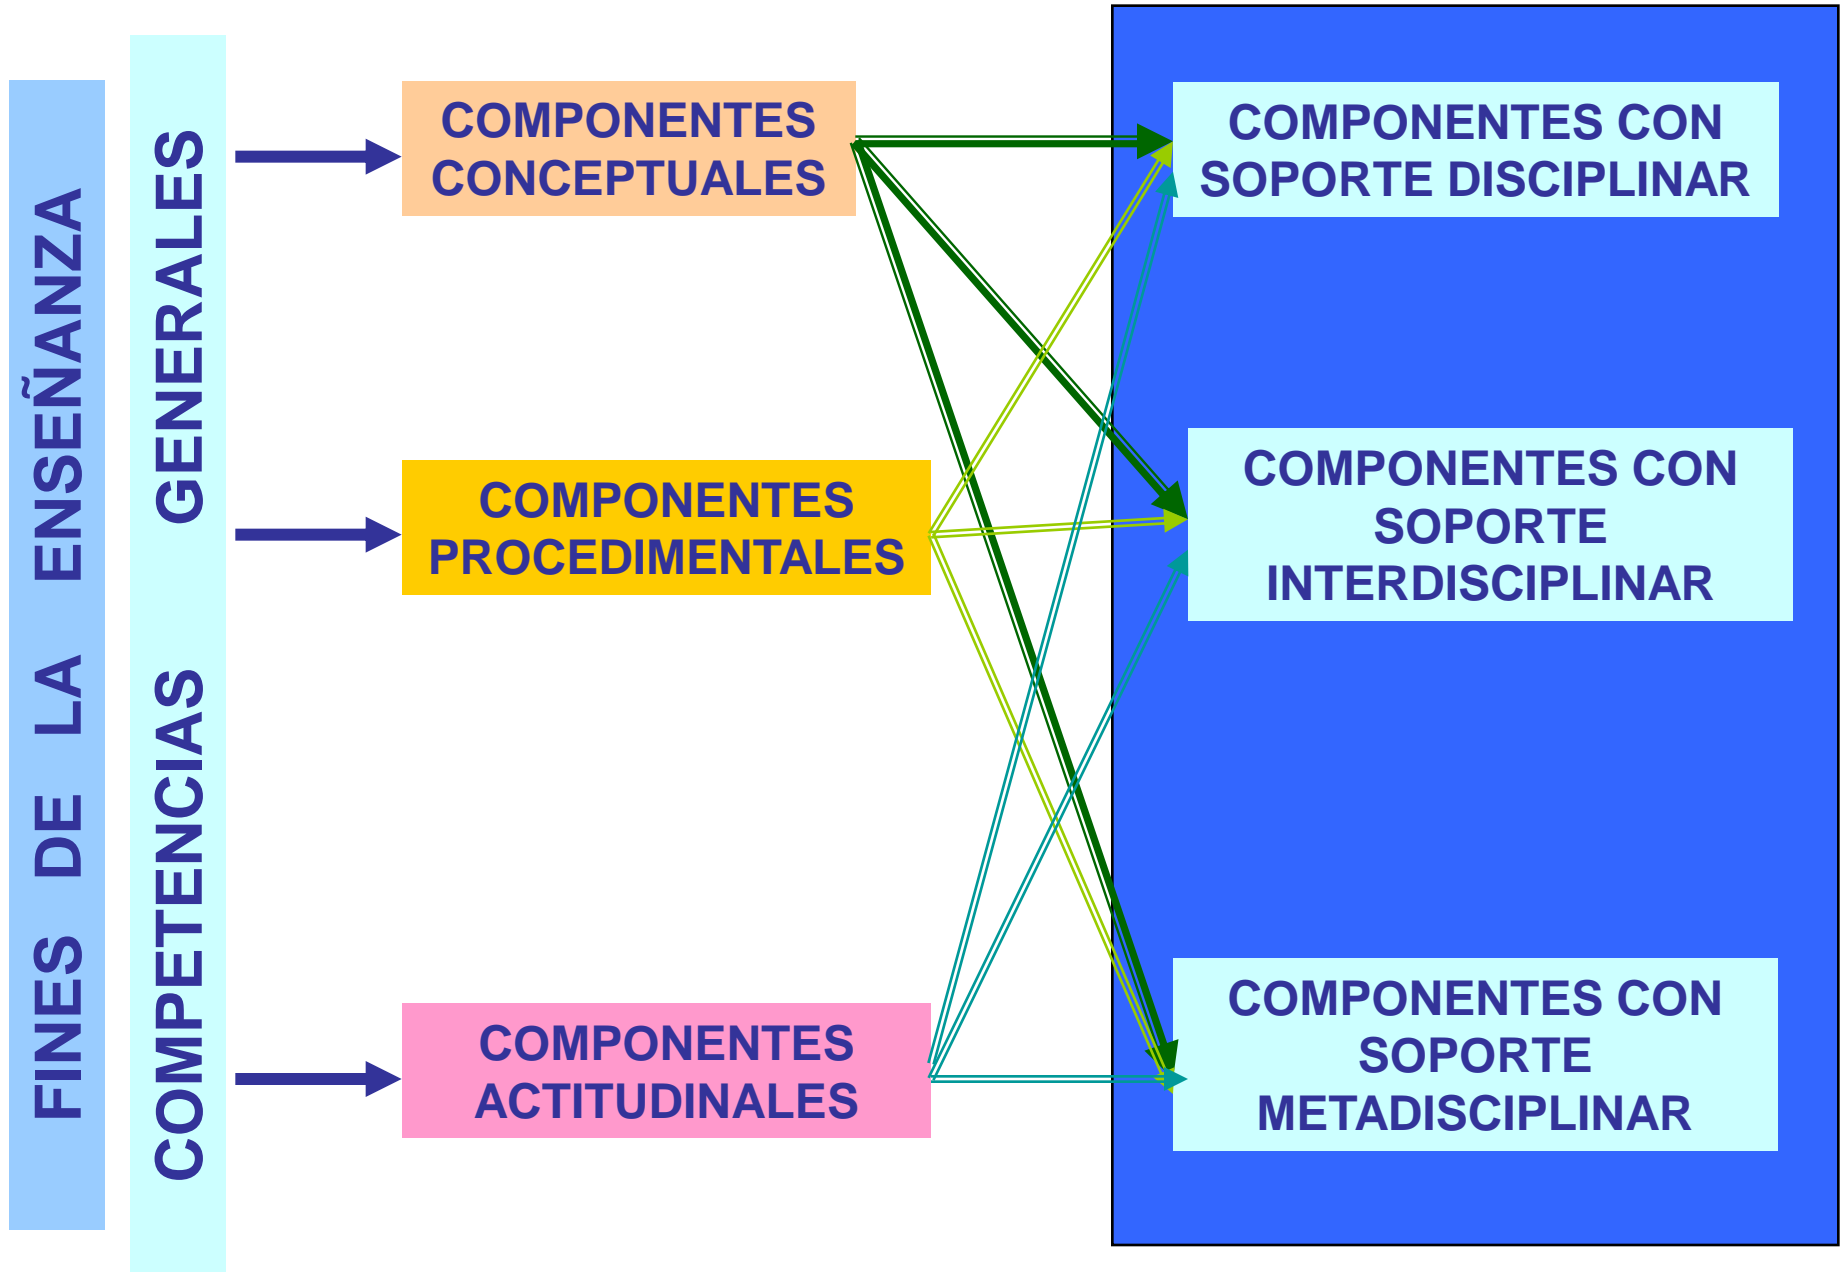 FINES DE LA ENSEÑANZA
COMPETENCIAS GENERALES
COMPONENTES
CONCEPTUALES
COMPONENTES
PROCEDIMENTALES
COMPONENTES
ACTITUDINALES
COMPONENTES CON
SOPORTE DISCIPLINAR
COMPONENTES CON
SOPORTE
INTERDISCIPLINAR
COMPONENTES CON
SOPORTE
METADISCIPLINAR